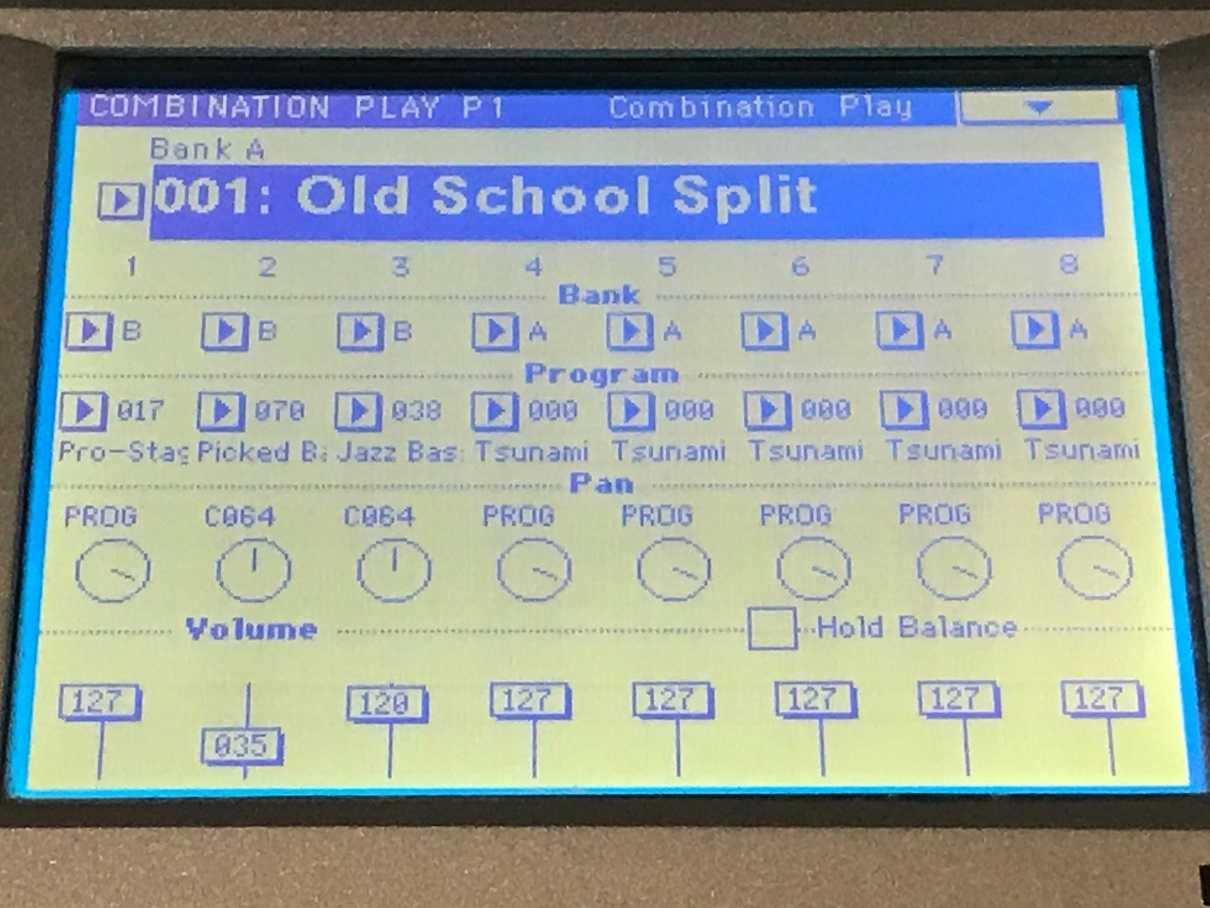 COMBINATION PLAY P1 Combination Play
Bank A
001: Old School Split
1 2 3 4 5 6 7 8
Bank
B B B A A A A A
Program
017 070 038 000 000 000 000 000
Pro-Stag Picked Ba Jazz Bas Tsunami Tsunami Tsunami Tsunami Tsunami
Pan
PROG C064 C064 PROG PROG PROG PROG PROG
Volume Hold Balance
127 035 120 127 127 127 127 127